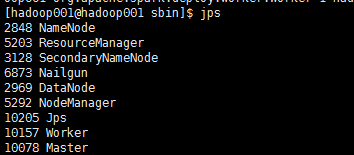 [hadoop001@hadoop001 sbin]$ jps
2848 NameNode
5203 ResourceManager
3128 SecondaryNameNode
6873 Nailgun
2969 DataNode
5292 NodeManager
10205 Jps
10157 Worker
10078 Master